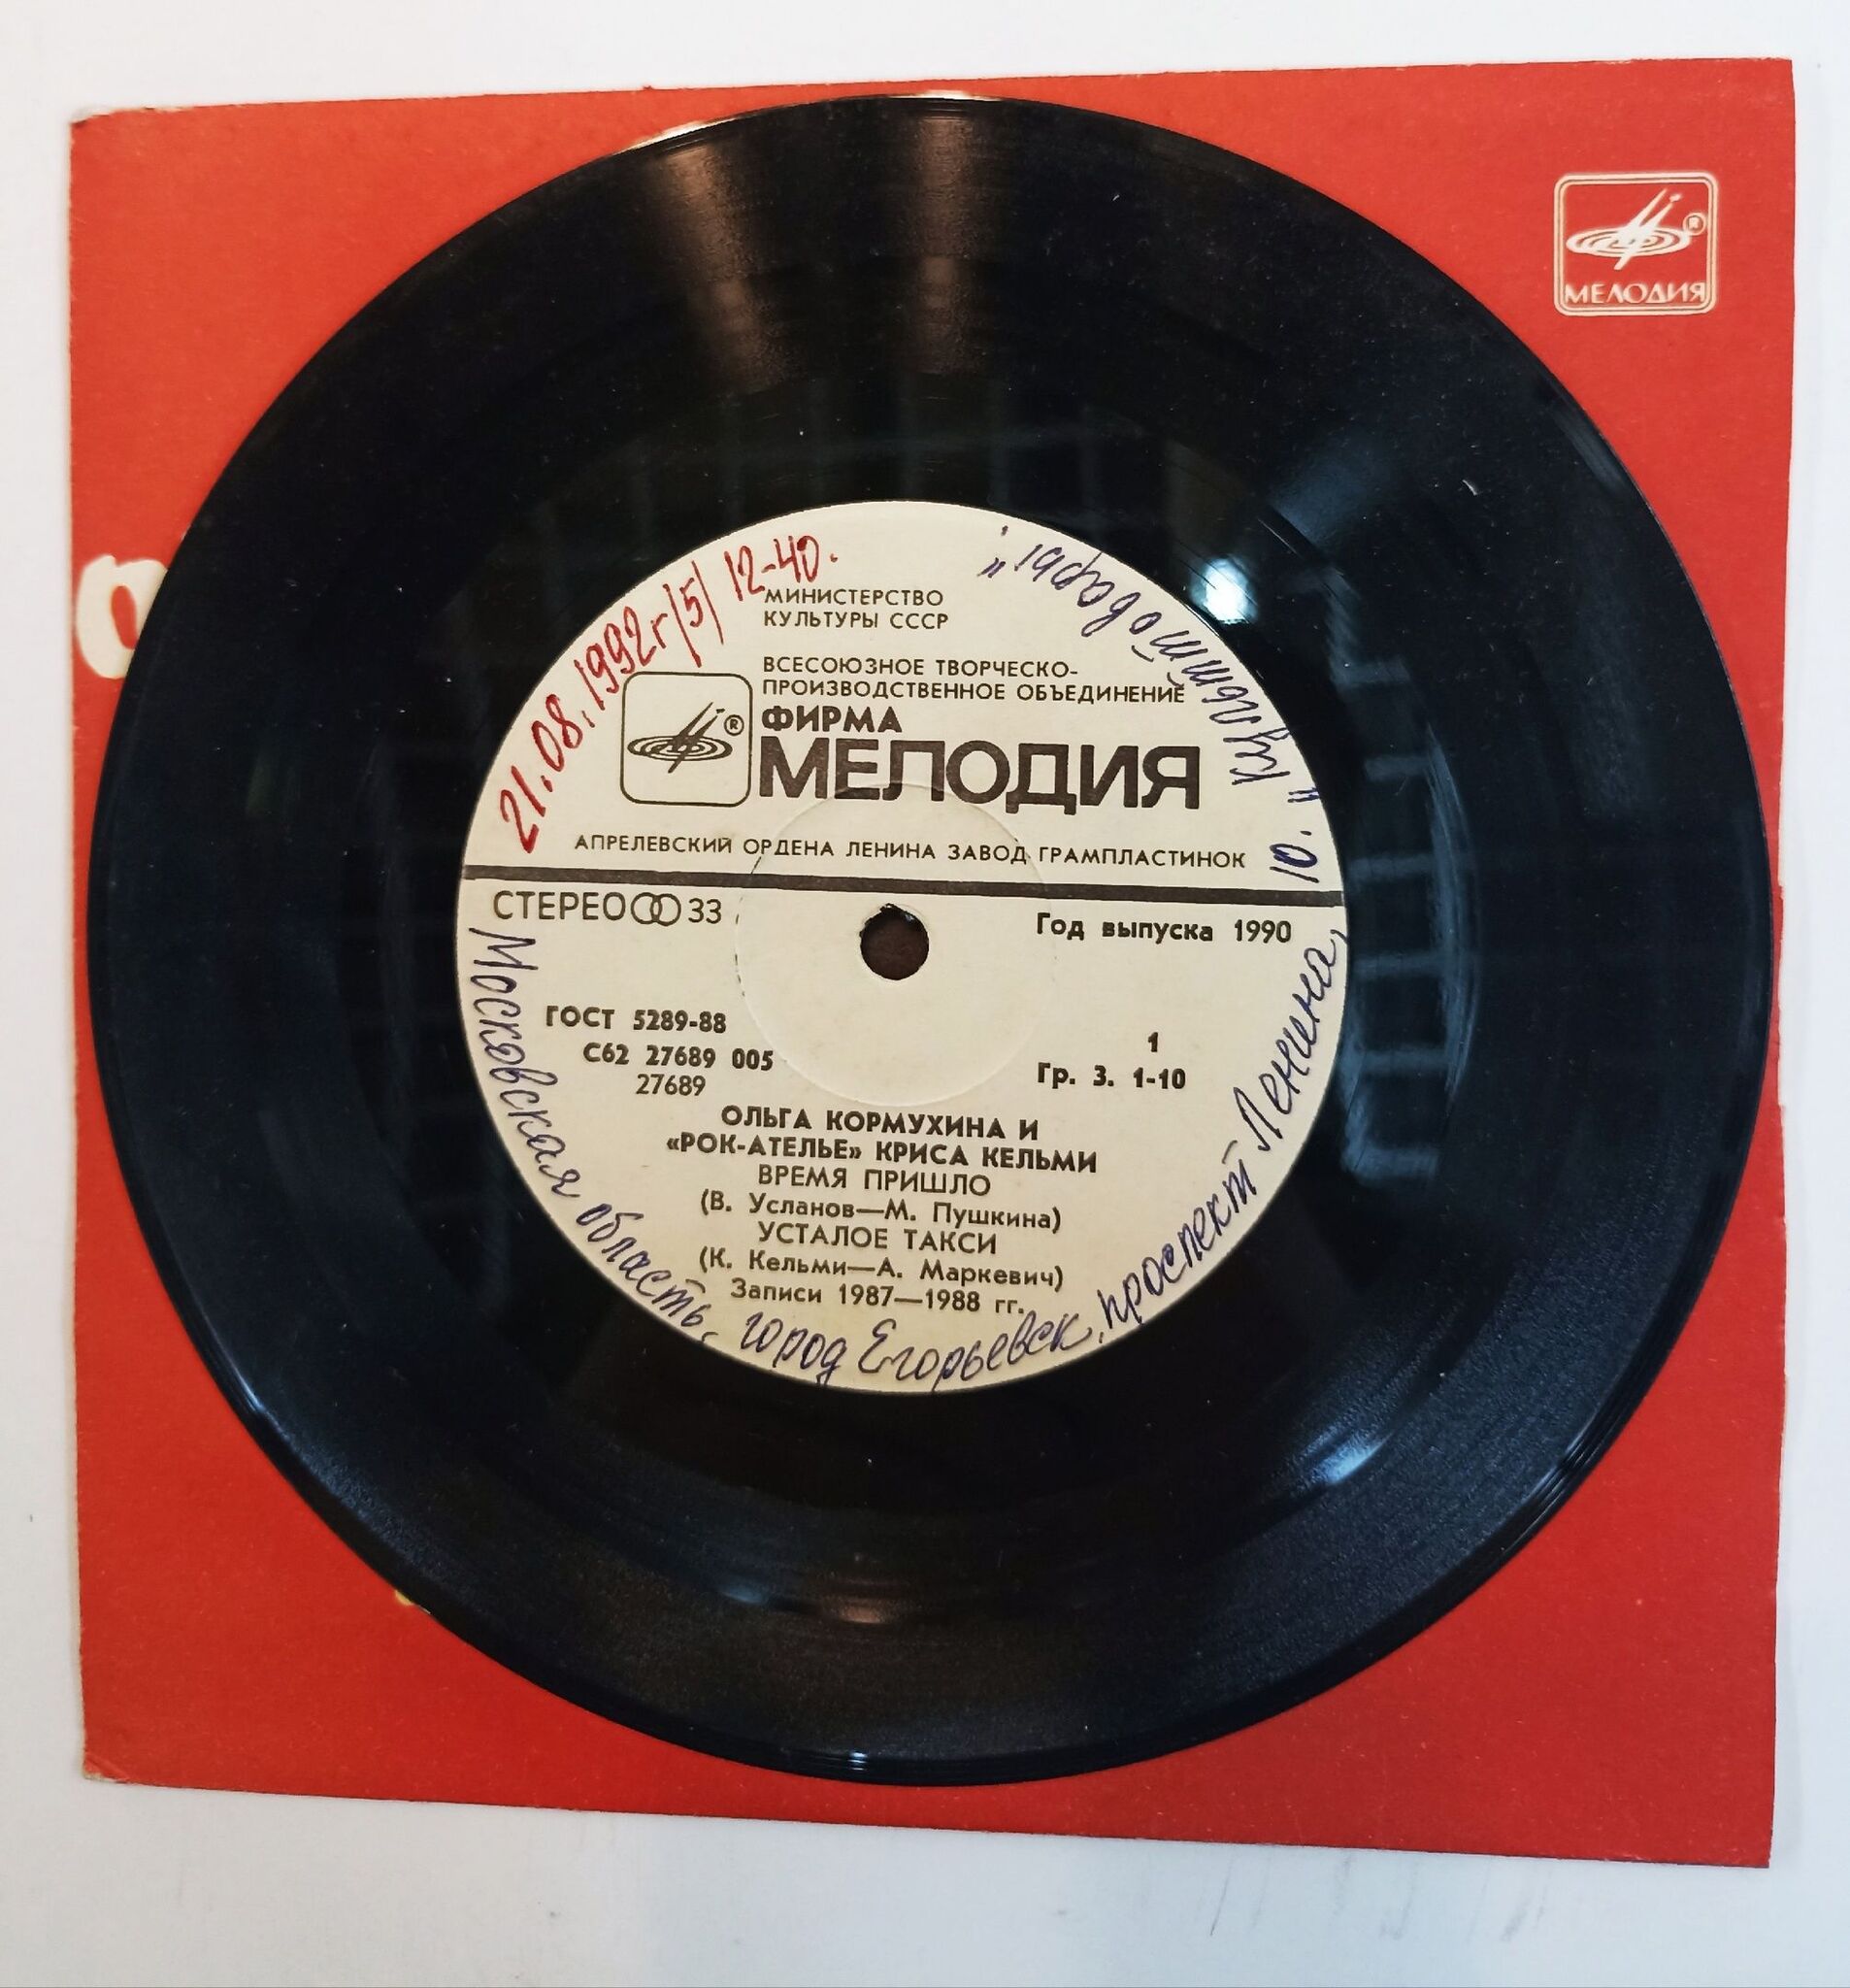 МЕЛОДИЯ
21.08.1992г /5/ 12-40.
МИНИСТЕРСТВО
КУЛЬТУРЫ СССР
ВСЕСОЮЗНОЕ ТВОРЧЕСКО-
ПРОИЗВОДСТВЕННОЕ ОБЪЕДИНЕНИЕ
ФИРМА
МЕЛОДИЯ
АПРЕЛЕВСКИЙ ОРДЕНА ЛЕНИНА ЗАВОД ГРАМПЛАСТИНОК
СТЕРЕО 33
Год выпуска 1990
ГОСТ 5289-88
С62 27689 005
27689
1
Гр. 3. 1-10
ОЛЬГА КОРМУХИНА И
«РОК-АТЕЛЬЕ» КРИСА КЕЛЬМИ
ВРЕМЯ ПРИШЛО
(В. Усланов—М. Пушкина)
УСТАЛОЕ ТАКСИ
(К. Кельми—А. Маркевич)
Записи 1987—1988 гг.
Московская область, город Егорьевск, проспект Ленина, 10. "Культтовары".